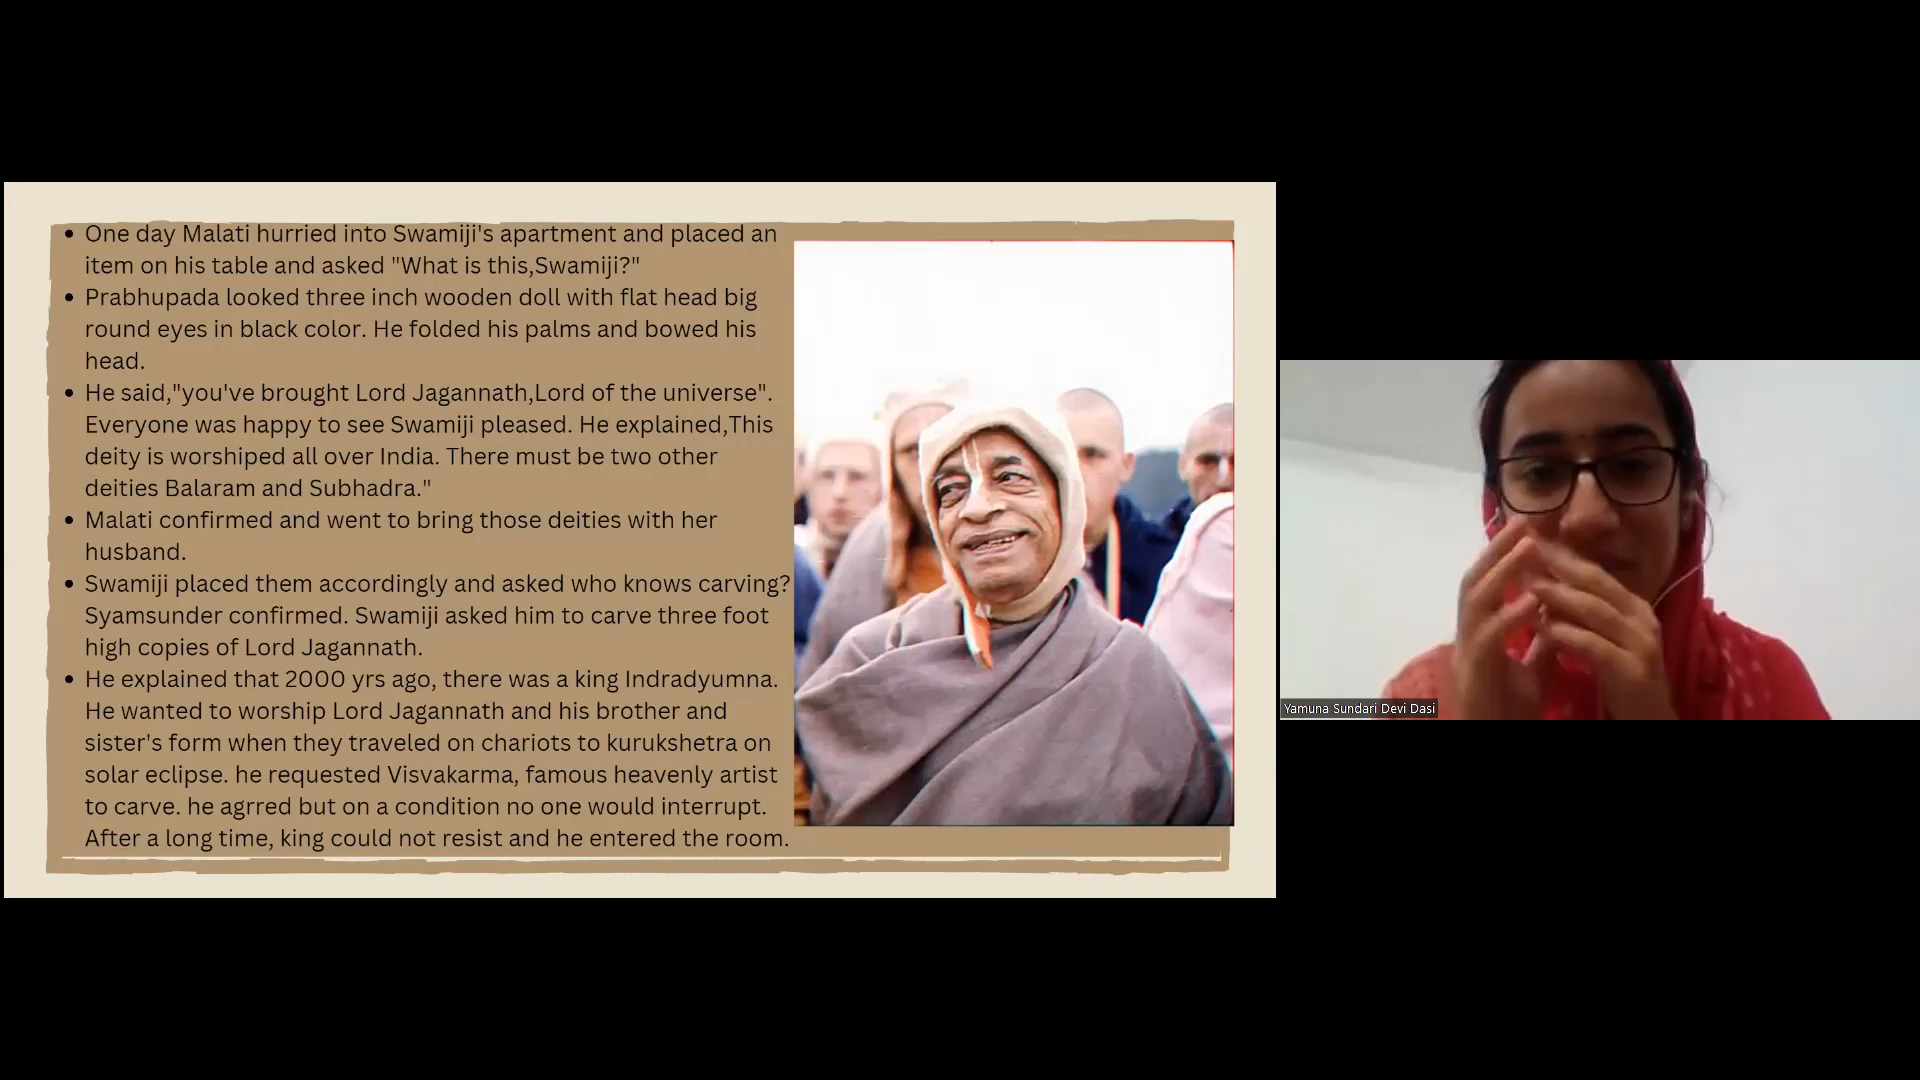 One day Malati hurried into Swamiji's apartment and placed an
item on his table and asked "What is this,Swamiji?"
Prabhupada looked three inch wooden doll with flat head big
round eyes in black color. He folded his palms and bowed his
head.
He said,"you've brought Lord Jagannath,Lord of the universe".
Everyone was happy to see Swamiji pleased. He explained,This
deity is worshiped all over India. There must be two other
deities Balaram and Subhadra."
Malati confirmed and went to bring those deities with her
husband.
Swamiji placed them accordingly and asked who knows carving?
Syamsunder confirmed. Swamiji asked him to carve three foot
high copies of Lord Jagannath.
He explained that 2000 yrs ago, there was a king Indradyumna.
He wanted to worship Lord Jagannath and his brother and
sister's form when they traveled on chariots to kurukshetra on
solar eclipse. he requested Visvakarma, famous heavenly artist
to carve. he agrred but on a condition no one would interrupt.
After a long time, king could not resist and he entered the room.
Yamuna Sundari Devi Dasi